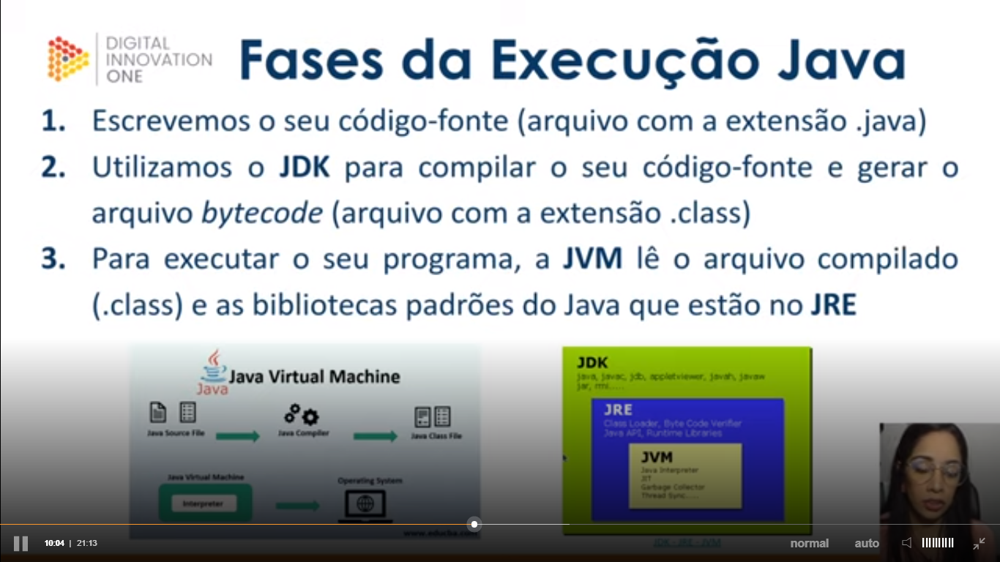 DIGITAL
INNOVATION
ONE
Fases da Execução Java
1. Escrevemos o seu código-fonte (arquivo com a extensão .java)
2. Utilizamos o JDK para compilar o seu código-fonte e gerar o
arquivo bytecode (arquivo com a extensão .class)
3. Para executar o seu programa, a JVM lê o arquivo compilado
(.class) e as bibliotecas padrões do Java que estão no JRE
Java
Java Virtual Machine
Java Source File
Java Compiler
Java Class File
Java Virtual Machine
Interpreter
Operating System
www.educba.com
JDK
java, javac, jdb, appletviewer, javah, javaw
jar, rmi.....
JRE
Class Loader, Byte Code Verifier
Java API, Runtime Libraries
JVM
Java Interpreter
JIT
Garbage Collector
Thread Sync.....
JDK - JRE - JVM
10:04 | 21:13
normal
auto